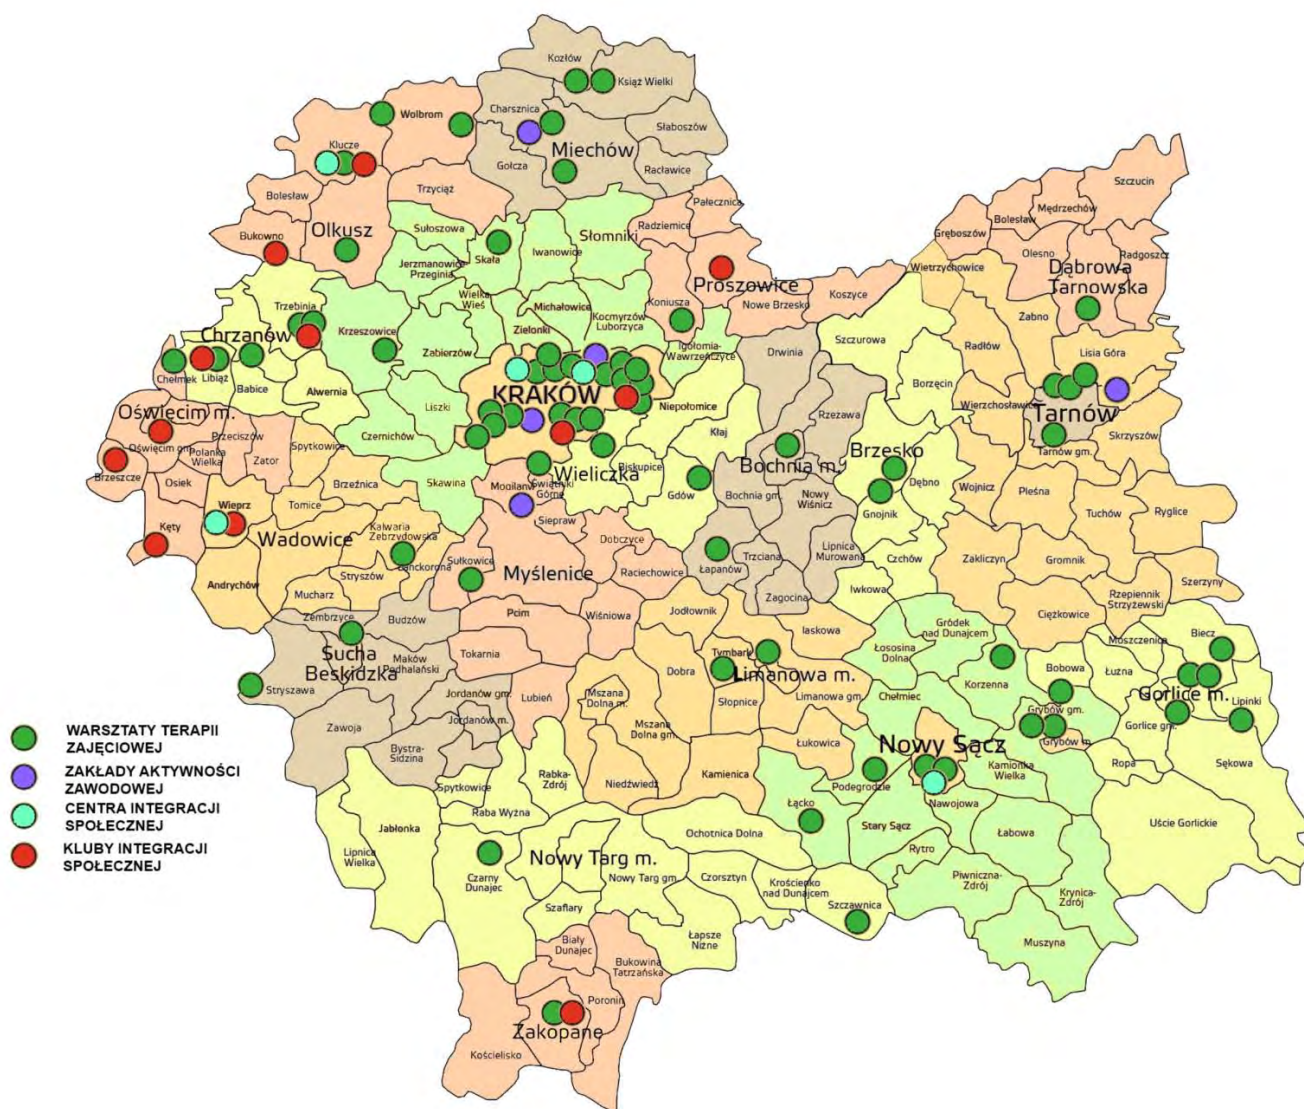 Kozłów
Książ Wielki
Charsznica
Wolbrom
Słaboszów
Klucze
Miechów
Gołcza
Racławice
Szczucin
Bolesław
Trzyciąż
Pałecznica
Mędrzechów
Bolesław
Radziemice
Gręboszów
Sułoszowa
Słomniki
Olkusz
Bukowno
Iwanowice
Olesno
Radgoszcz
Skała
Wietrzychowice
Dąbrowa
Tarnowska
Jerzmanowice-
Przeginia
Proszowice
Koszyce
Wielka
Wieś
Michałowice
Koniusza
Nowe Brzesko
Trzebinia
Kocmyrzów
Luborzyca
Żabno
Chrzanów
Krzeszowice
Zielonki
Szczurowa
Igołomia-
Wawrzeńczyce
Radłów
Lisia Góra
Zabierzów
Drwinia
Chełmek
Libiąż
Babice
Alwernia
KRAKÓW
Borzęcin
Liszki
Niepołomice
Wierzchosławice
Tarnów
Oświęcim m.
Rzezawa
Skrzyszów
Przeciszów
Czernichów
Kłaj
Brzesko
Oświęcim gm.
Polanka
Wielka
Spytkowice
Bochnia m.
Tarnów gm.
Zator
Wieliczka
Biskupice
Brzeszcze
Osiek
Brzeźnica
Skawina
Mogilany
Świątniki
Górne
Gdów
Bochnia gm.
Nowy
Wiśnicz
Dębno
Wojnicz
Pleśna
Gnojnik
Tuchów
Ryglice
Wieprz
Tomice
Siepraw
Kęty
Wadowice
Kalwaria
Zebrzydowska
Dobczyce
Lipnica
Murowana
Czchów
Zakliczyn
Gromnik
Lanckorona
Sułkowice
Łapanów
Trzciana
Andrychów
Stryszów
Myślenice
Raciechowice
Szerzyny
Mucharz
Żagocina
Iwkowa
Rzepiennik
Strzyżewski
Zembrzyce
Budzów
Pcim
Wiśniowa
Jodłownik
Ciężkowice
Gródek
nad Dunajcem
Iaskowa
Moszczenica
Biecz
Sucha
Beskidzka
Tokarnia
Tymbark
Łososina
Dolna
Maków
Podhalański
Dobra
Limanowa m.
Korzenna
Bobowa
Łużna
Stryszawa
Jordanów gm.
Lubień
Mszana
Dolna m.
Słopnice
Limanowa gm.
Chełmiec
Gorlice m.
Lipinki
Zawoja
Jordanów m.
Grybów gm.
Gorlice gm.
Mszana
Dolna gm.
Łukowica
Nowy Sącz
Grybów m.
Bystra-
Sidzina
Kamionka
Wielka
Ropa
Sękowa
Spytkowice
Rabka-
Zdrój
Niedźwiedź
Kamienica
Podegrodzie
Raba Wyżna
Łącko
Nawojowa
Uście Gorlickie
Jabłonka
Ochotnica Dolna
Stary Sącz
Łabowa
Lipnica
Wielka
Nowy Targ m.
Rytro
Czarny
Dunajec
Nowy Targ gm.
Czorsztyn
Krościenko
nad Dunajcem
Piwniczna-
Zdrój
Krynica-
Zdrój
Szaflary
Szczawnica
Łapsze
Niżne
Muszyna
Biały
Dunajec
Bukowina
Tatrzańska
Poronin
Zakopane
Kościelisko
WARSZTATY TERAPII
ZAJĘCIOWEJ
ZAKŁADY AKTYWNOŚCI
ZAWODOWEJ
CENTRA INTEGRACJI
SPOŁECZNEJ
KLUBY INTEGRACJI
SPOŁECZNEJ